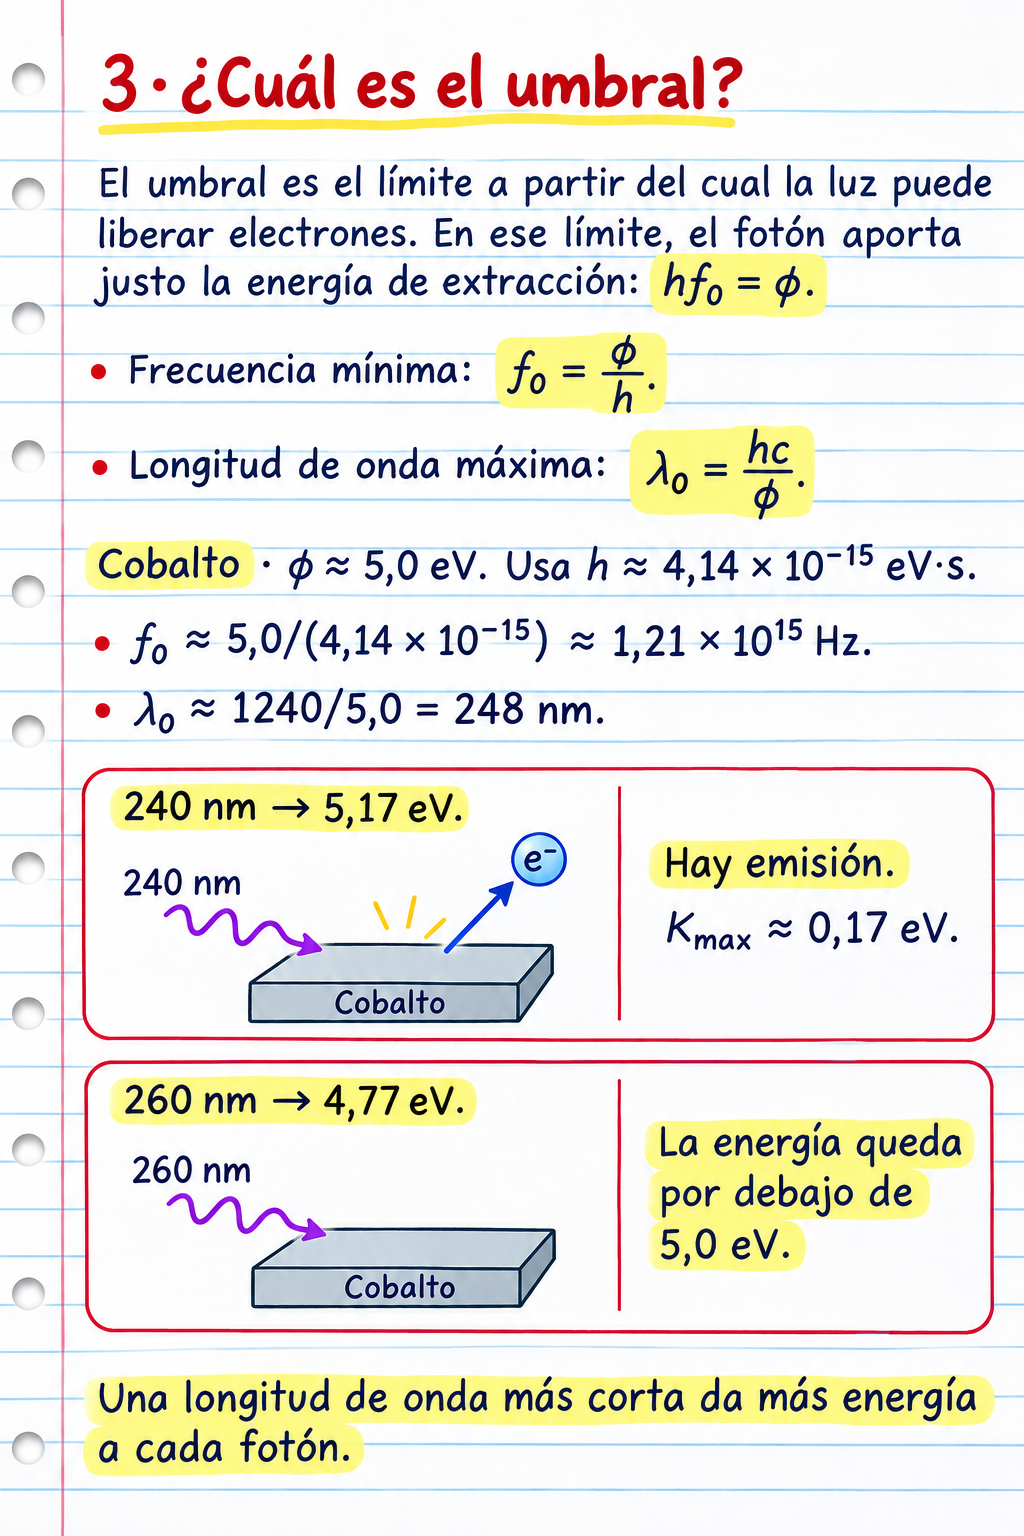 3 · ¿Cuál es el umbral?
El umbral es el límite a partir del cual la luz puede
liberar electrones. En ese límite, el fotón aporta
justo la energía de extracción: hf₀ = ϕ.
• Frecuencia mínima: f₀ = ϕ/h.
• Longitud de onda máxima: λ₀ = hc/ϕ.
Cobalto · ϕ ≈ 5,0 eV. Usa h ≈ 4,14 × 10⁻¹⁵ eV·s.
• f₀ ≈ 5,0/(4,14 × 10⁻¹⁵) ≈ 1,21 × 10¹⁵ Hz.
• λ₀ ≈ 1240/5,0 = 248 nm.
240 nm → 5,17 eV.
240 nm
e⁻
Cobalto
Hay emisión.
Kmax ≈ 0,17 eV.
260 nm → 4,77 eV.
260 nm
Cobalto
La energía queda
por debajo de
5,0 eV.
Una longitud de onda más corta da más energía
a cada fotón.